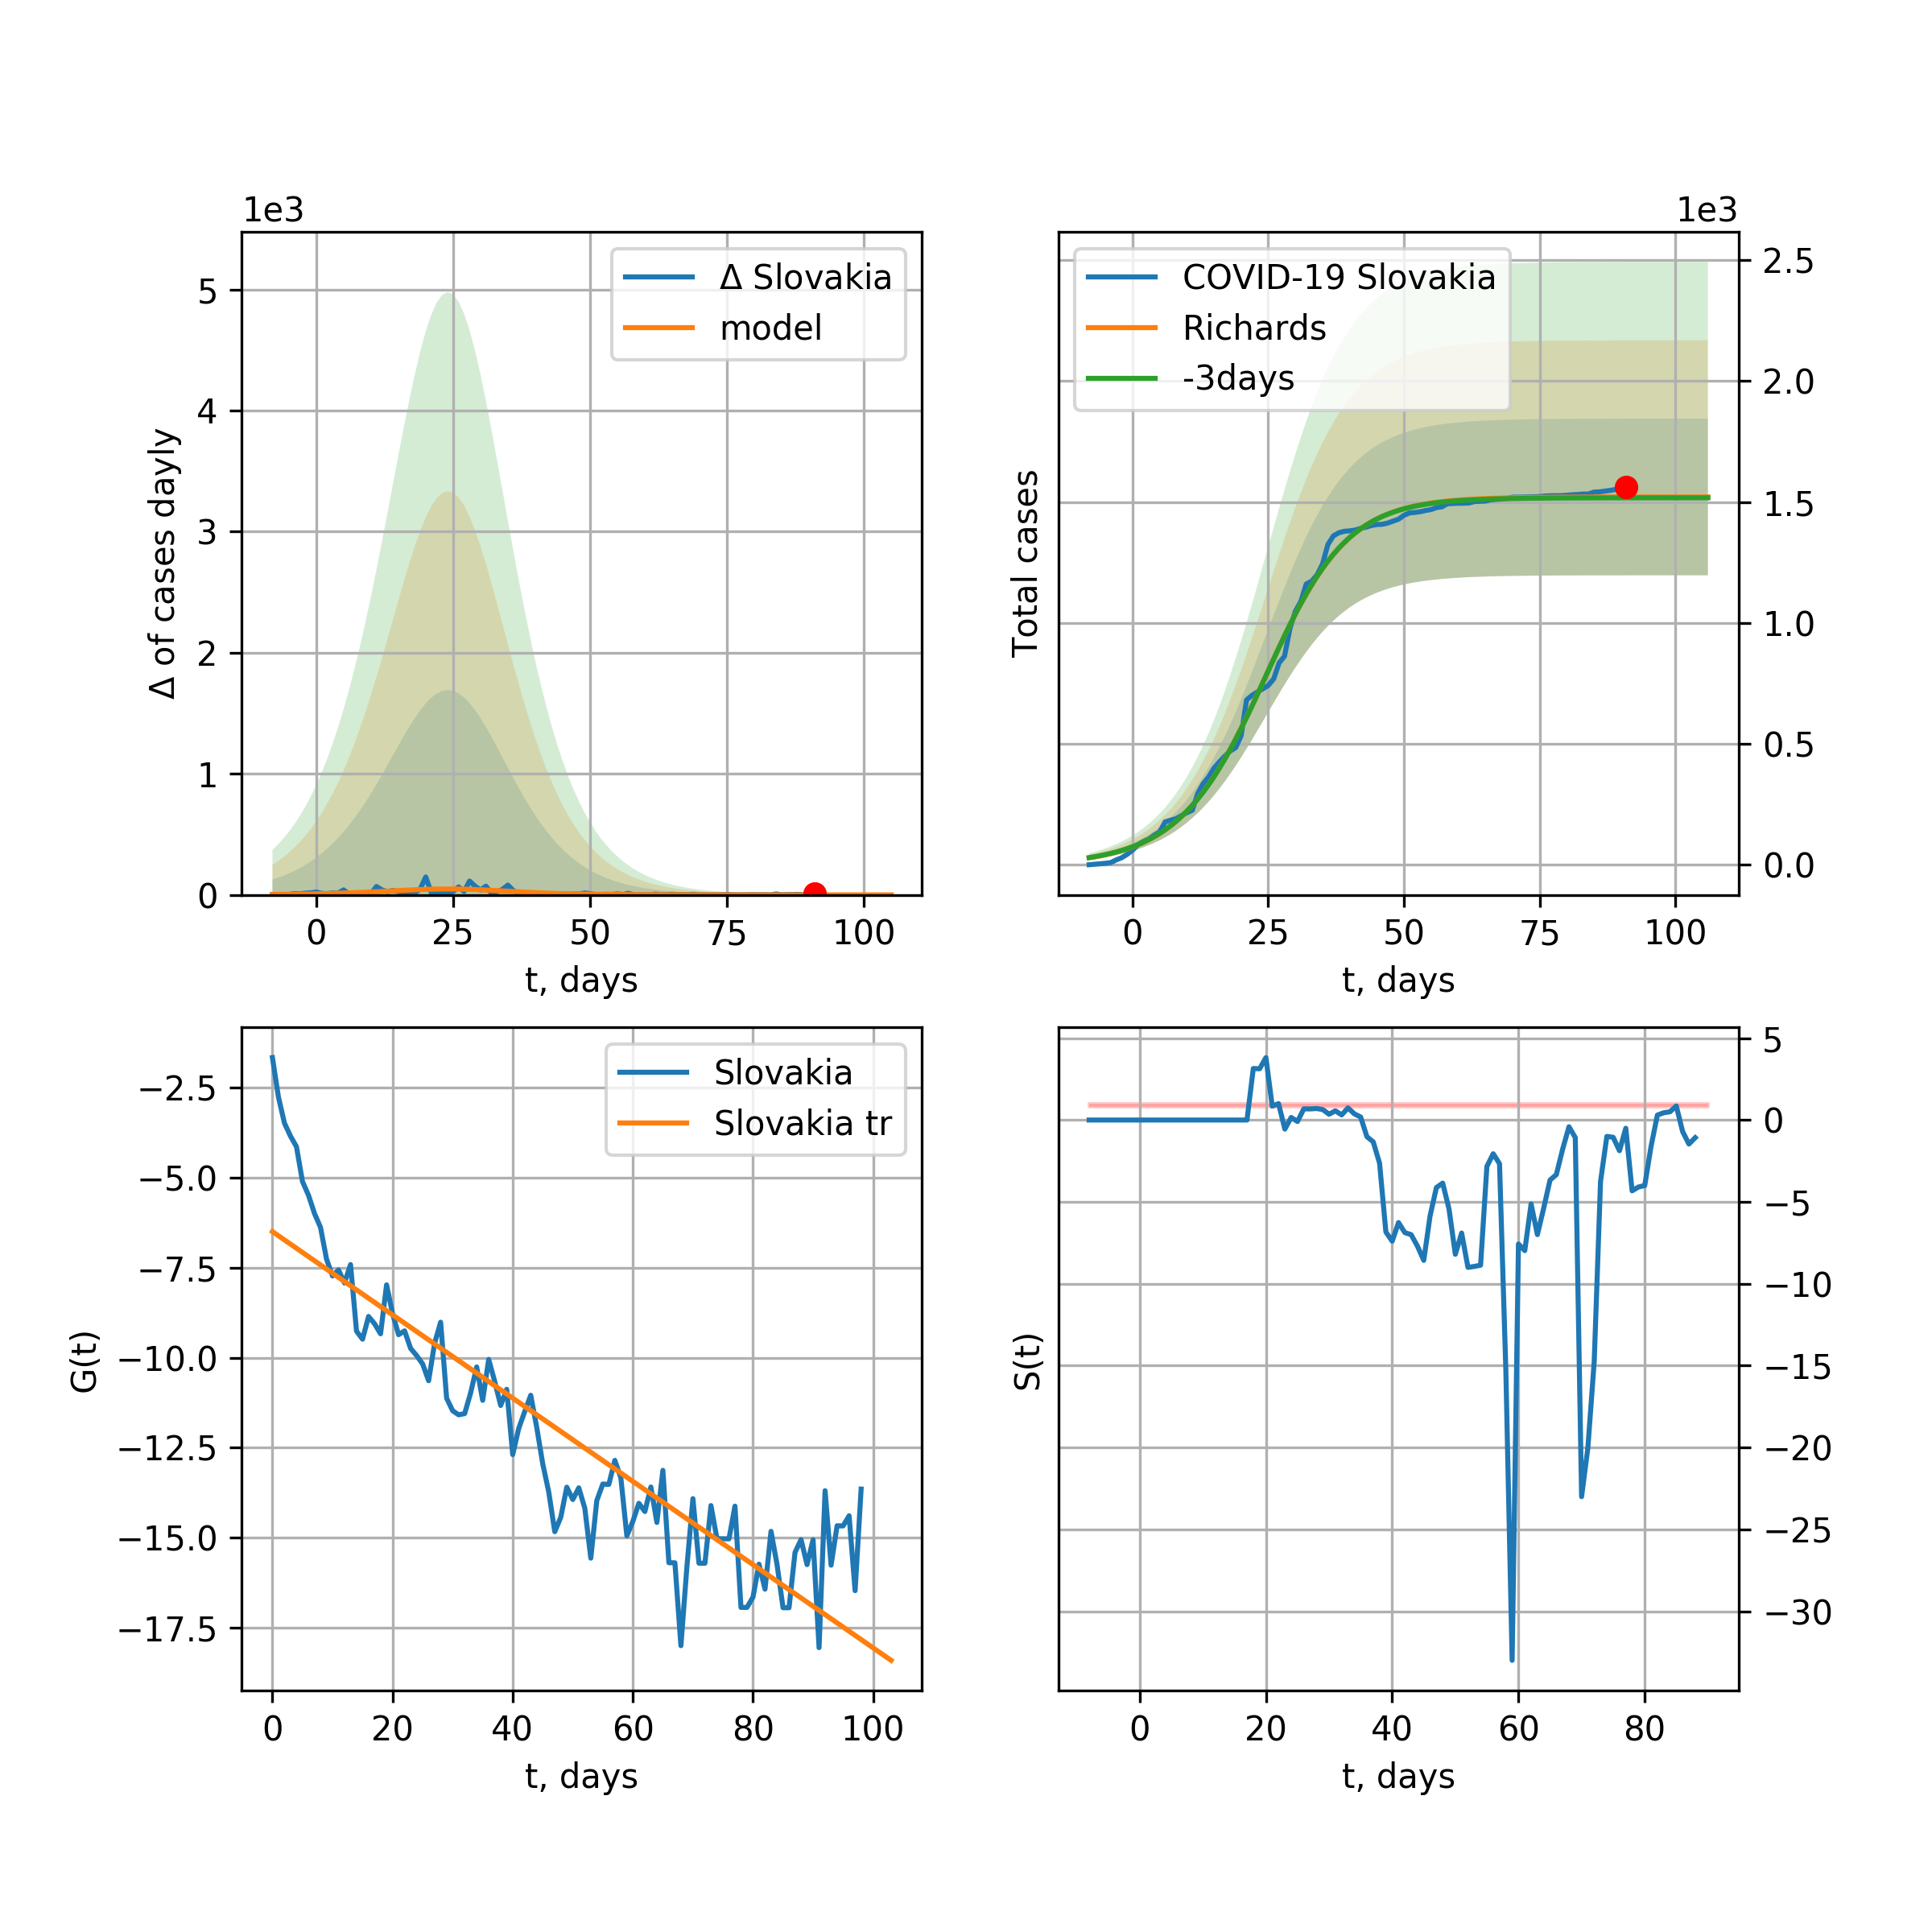 1e3
Δ Slovakia
model
5
4
3
2
1
0
Δ of cases dayly
0 25 50 75 100
t, days
1e3
COVID-19 Slovakia
Richards
-3days
2.5
2.0
1.5
1.0
0.5
0.0
Total cases
0 25 50 75 100
t, days
Slovakia
Slovakia tr
−2.5
−5.0
−7.5
−10.0
−12.5
−15.0
−17.5
G(t)
0 20 40 60 80 100
t, days
5
0
−5
−10
−15
−20
−25
−30
S(t)
0 20 40 60 80
t, days